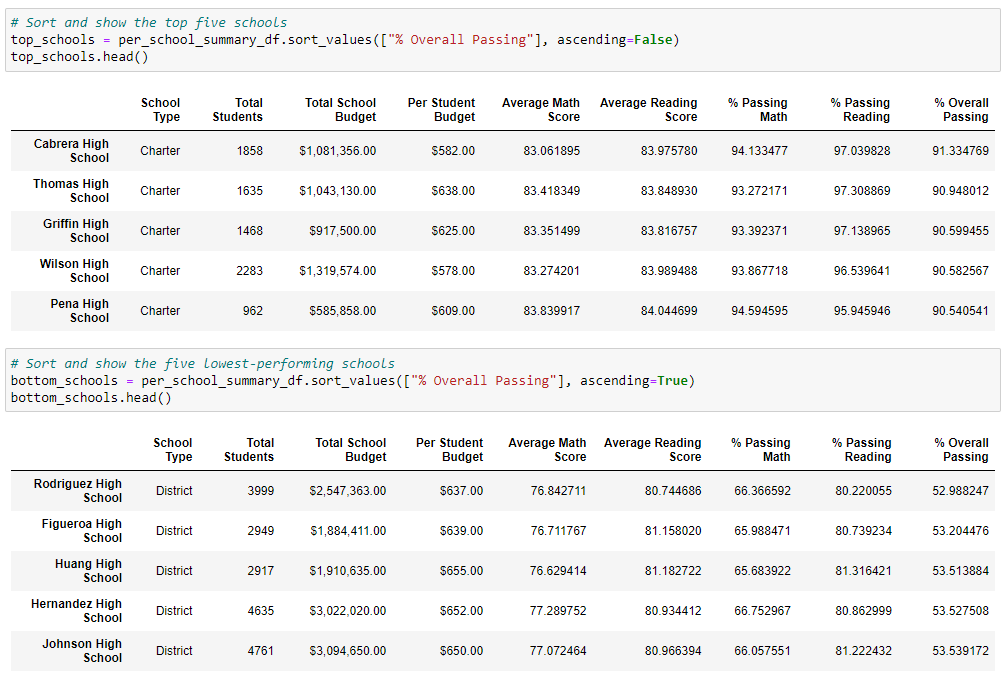 # Sort and show the top five schools
top_schools = per_school_summary_df.sort_values(["% Overall Passing"], ascending=False)
top_schools.head()
School Type Total Students Total School Budget Per Student Budget Average Math Score Average Reading Score % Passing Math % Passing Reading % Overall Passing
Cabrera High School Charter 1858 $1,081,356.00 $582.00 83.061895 83.975780 94.133477 97.039828 91.334769
Thomas High School Charter 1635 $1,043,130.00 $638.00 83.418349 83.848930 93.272171 97.308869 90.948012
Griffin High School Charter 1468 $917,500.00 $625.00 83.351499 83.816757 93.392371 97.138965 90.599455
Wilson High School Charter 2283 $1,319,574.00 $578.00 83.274201 83.989488 93.867718 96.539641 90.582567
Pena High School Charter 962 $585,858.00 $609.00 83.839917 84.044699 94.594595 95.945946 90.540541
# Sort and show the five lowest-performing schools
bottom_schools = per_school_summary_df.sort_values(["% Overall Passing"], ascending=True)
bottom_schools.head()
School Type Total Students Total School Budget Per Student Budget Average Math Score Average Reading Score % Passing Math % Passing Reading % Overall Passing
Rodriguez High School District 3999 $2,547,363.00 $637.00 76.842711 80.744686 66.366592 80.220055 52.988247
Figueroa High School District 2949 $1,884,411.00 $639.00 76.711767 81.158020 65.988471 80.739234 53.204476
Huang High School District 2917 $1,910,635.00 $655.00 76.629414 81.182722 65.683922 81.316421 53.513884
Hernandez High School District 4635 $3,022,020.00 $652.00 77.289752 80.934412 66.752967 80.862999 53.527508
Johnson High School District 4761 $3,094,650.00 $650.00 77.072464 80.966394 66.057551 81.222432 53.539172